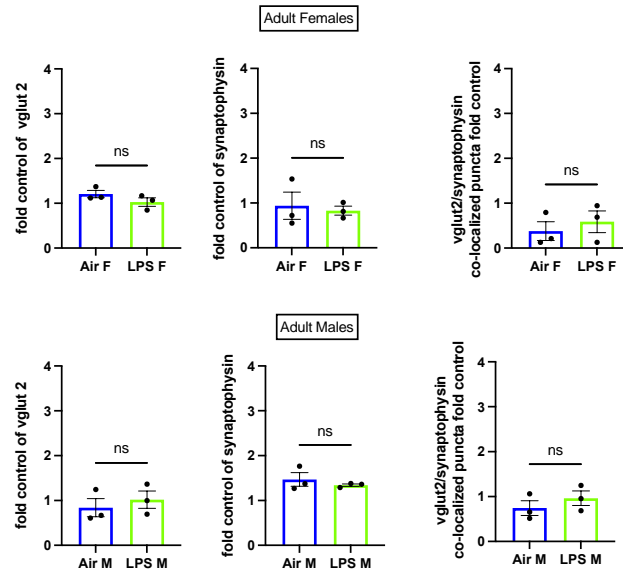 Adult Females
fold control of vglut 2
4
3
2
1
0
ns
Air F
LPS F
fold control of synaptophysin
4
3
2
1
0
ns
Air F
LPS F
vglut2/synaptophysin
co-localized puncta fold control
4
3
2
1
0
ns
Air F
LPS F
Adult Males
fold control of vglut 2
4
3
2
1
0
ns
Air M
LPS M
fold control of synaptophysin
4
3
2
1
0
ns
Air M
LPS M
vglut2/synaptophysin
co-localized puncta fold control
4
3
2
1
0
ns
Air M
LPS M